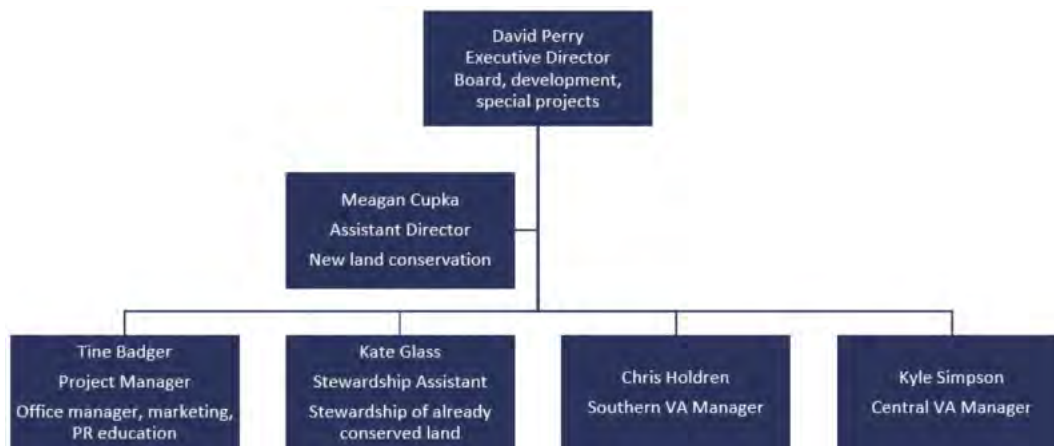 David Perry
Executive Director
Board, development,
special projects
Meagan Cupka
Assistant Director
New land conservation
Tine Badger
Project Manager
Office manager, marketing,
PR education
Kate Glass
Stewardship Assistant
Stewardship of already
conserved land
Chris Holdren
Southern VA Manager
Kyle Simpson
Central VA Manager